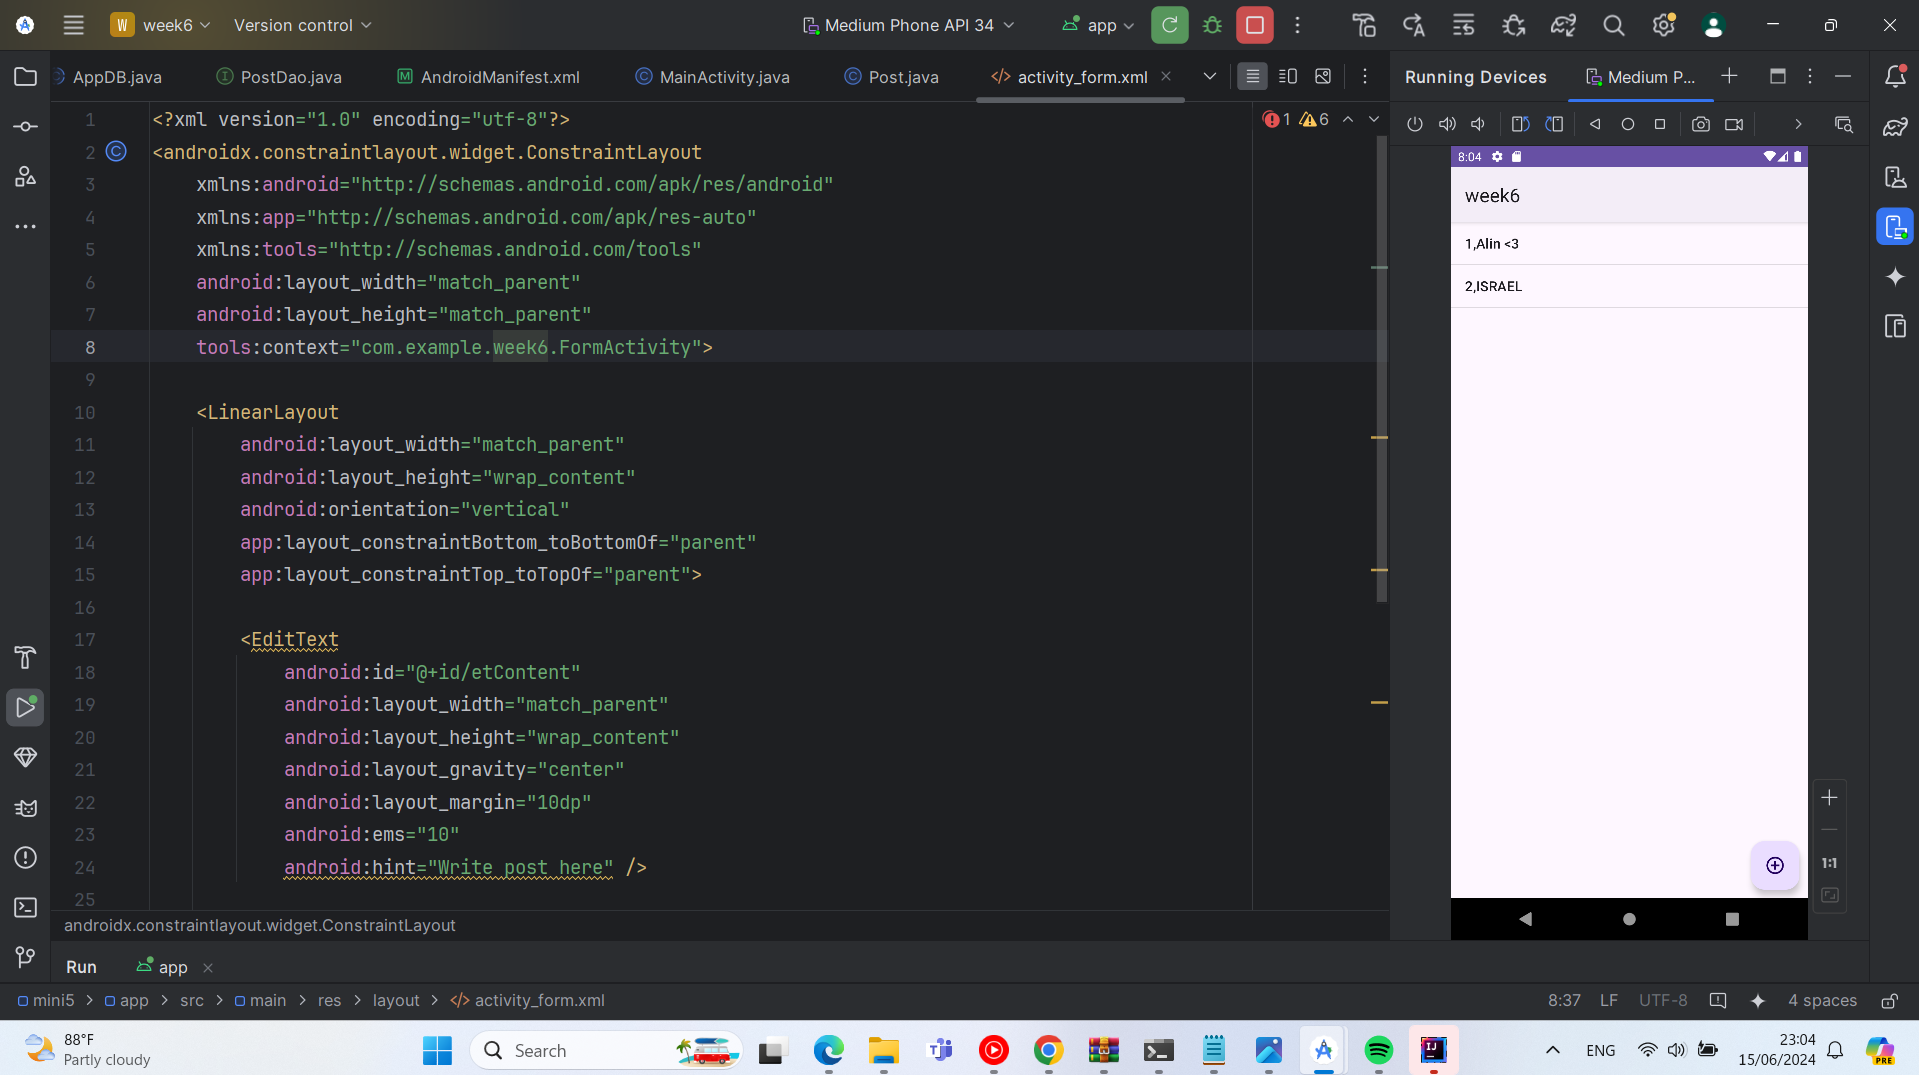 W week6 Version control Medium Phone API 34 app
AppDB.java PostDao.java AndroidManifest.xml MainActivity.java Post.java activity_form.xml Running Devices Medium P...
1 <?xml version="1.0" encoding="utf-8"?> 1 6
2 <androidx.constraintlayout.widget.ConstraintLayout
3 xmlns:android="http://schemas.android.com/apk/res/android"
4 xmlns:app="http://schemas.android.com/apk/res-auto"
5 xmlns:tools="http://schemas.android.com/tools"
6 android:layout_width="match_parent"
7 android:layout_height="match_parent"
8 tools:context="com.example.week6.FormActivity">
9
10 <LinearLayout
11 android:layout_width="match_parent"
12 android:layout_height="wrap_content"
13 android:orientation="vertical"
14 app:layout_constraintBottom_toBottomOf="parent"
15 app:layout_constraintTop_toTopOf="parent">
16
17 <EditText
18 android:id="@+id/etContent"
19 android:layout_width="match_parent"
20 android:layout_height="wrap_content"
21 android:layout_gravity="center"
22 android:layout_margin="10dp"
23 android:ems="10"
24 android:hint="Write post here" />
25
androidx.constraintlayout.widget.ConstraintLayout
8:04
week6
1,Alin <3
2,ISRAEL
1:1
Run app
mini5 > app > src > main > res > layout > activity_form.xml 8:37 LF UTF-8 4 spaces
88°F
Partly cloudy
Search
ENG
23:04
15/06/2024
PRE